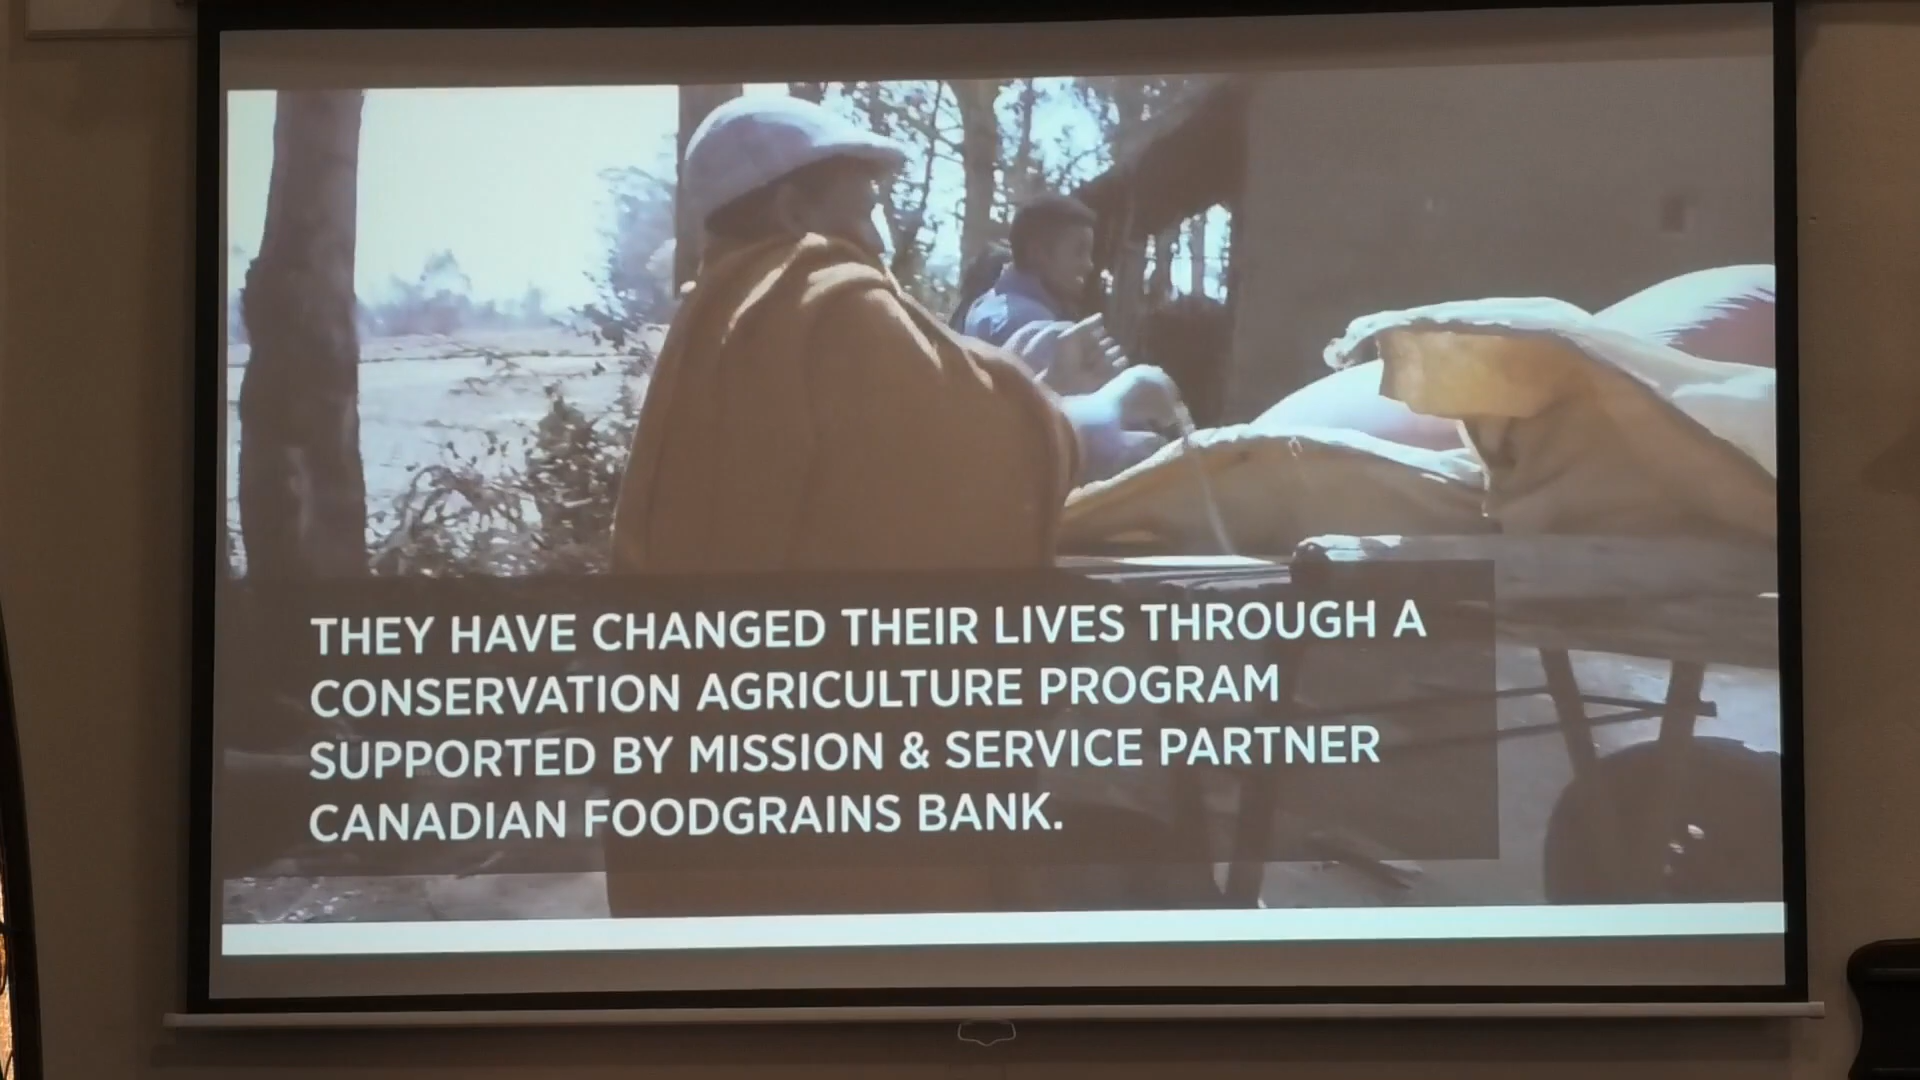 THEY HAVE CHANGED THEIR LIVES THROUGH A
CONSERVATION AGRICULTURE PROGRAM
SUPPORTED BY MISSION & SERVICE PARTNER
CANADIAN FOODGRAINS BANK.